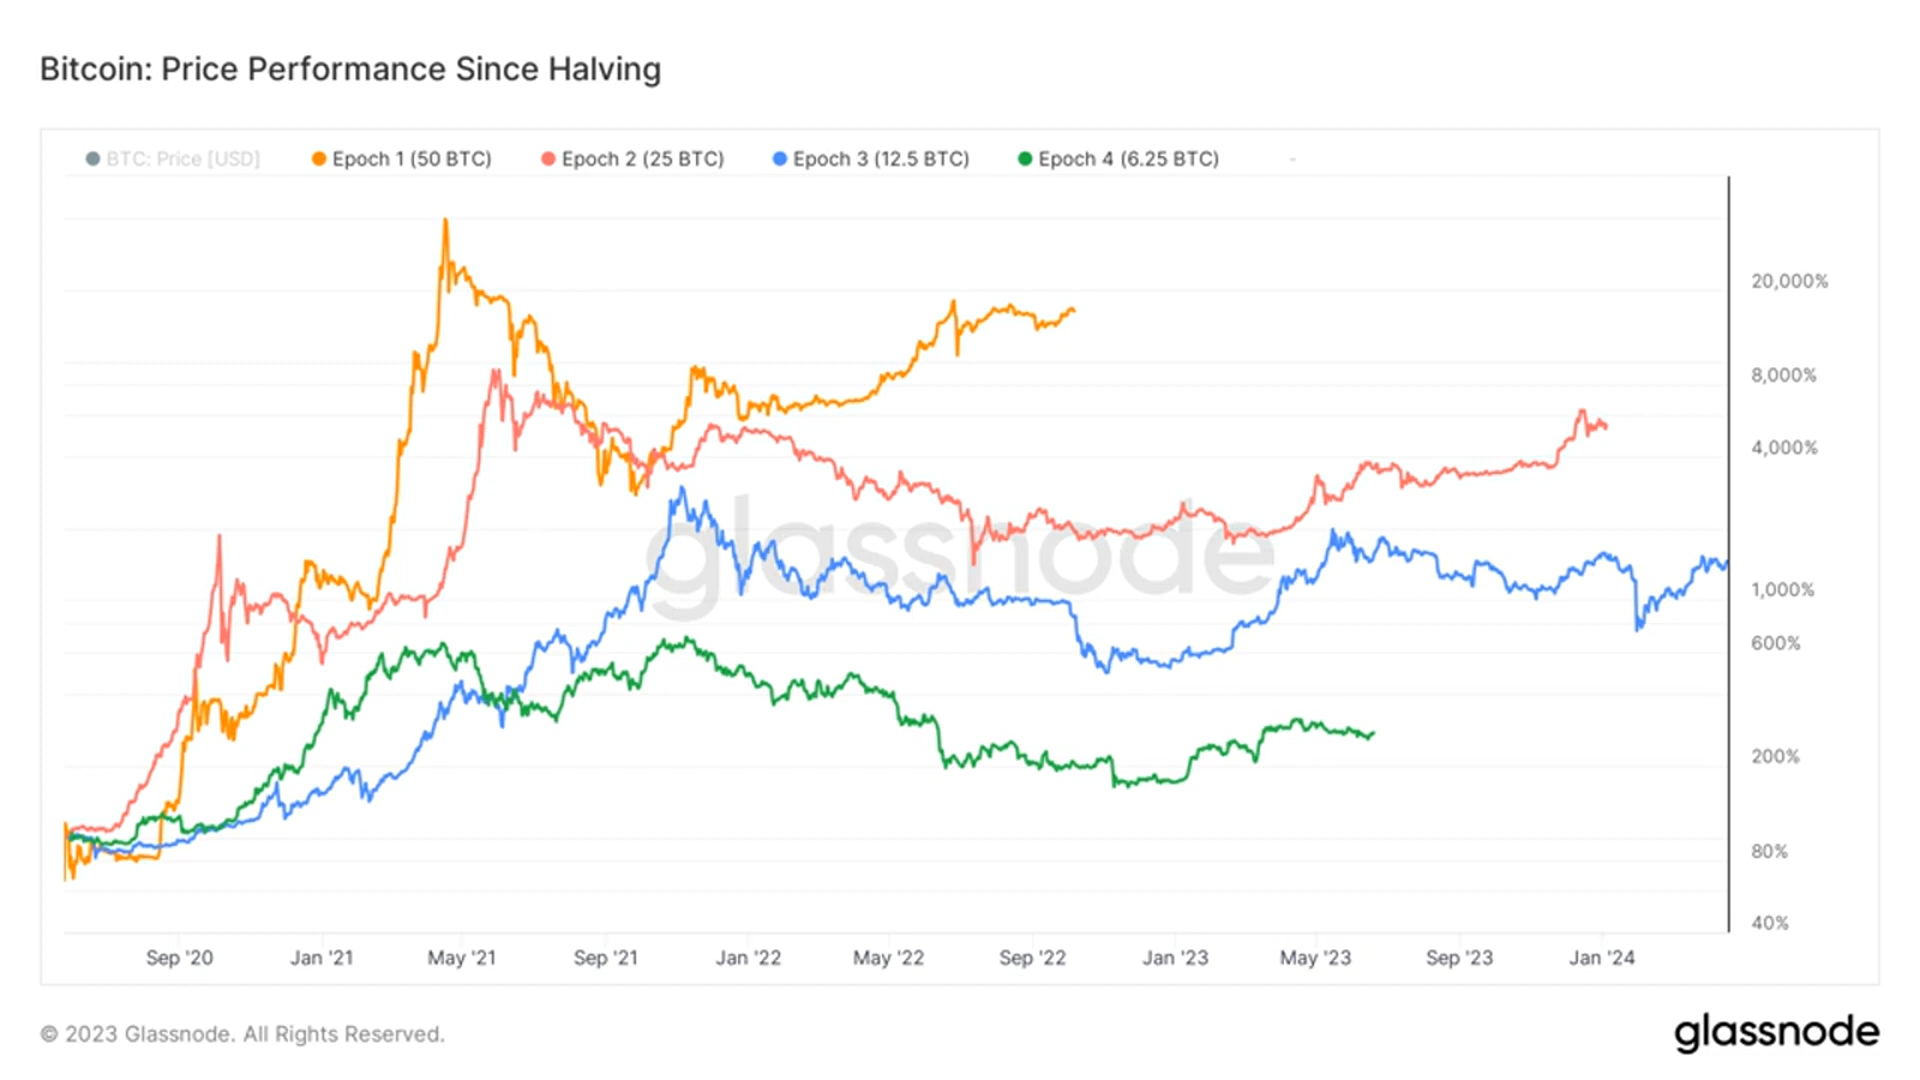 Bitcoin: Price Performance Since Halving
BTC: Price [USD] Epoch 1 (50 BTC) Epoch 2 (25 BTC) Epoch 3 (12.5 BTC) Epoch 4 (6.25 BTC) -
20,000%
8,000%
4,000%
glassnode
1,000%
600%
200%
80%
40%
Sep '20 Jan '21 May '21 Sep '21 Jan '22 May '22 Sep '22 Jan '23 May '23 Sep '23 Jan '24
© 2023 Glassnode. All Rights Reserved.
glassnode